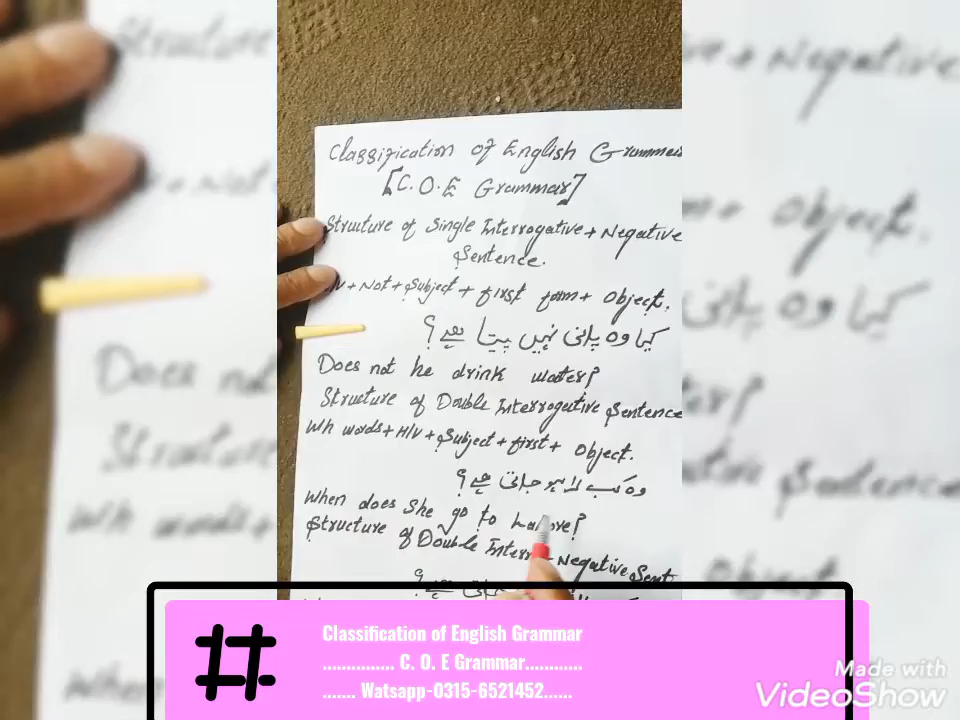 Classification of English Grammar
[C.O.E Grammar]
Structure of Single Interrogative + Negative
Sentence.
+ Not + Subject + first form + Object.
کیا وہ پانی نہیں پیتا ہے؟
Does not he drink water?
Structure of Double Interrogative Sentence
Wh words + H/V + Subject + first + Object.
وہ کب لاہور جاتی ہے؟
When does She go to Lahore?
Structure of Double Interr - Negative Sent
Classification of English Grammar
............... C. O. E Grammar............
....... Watsapp-0315-6521452......
Made with
VideoShow